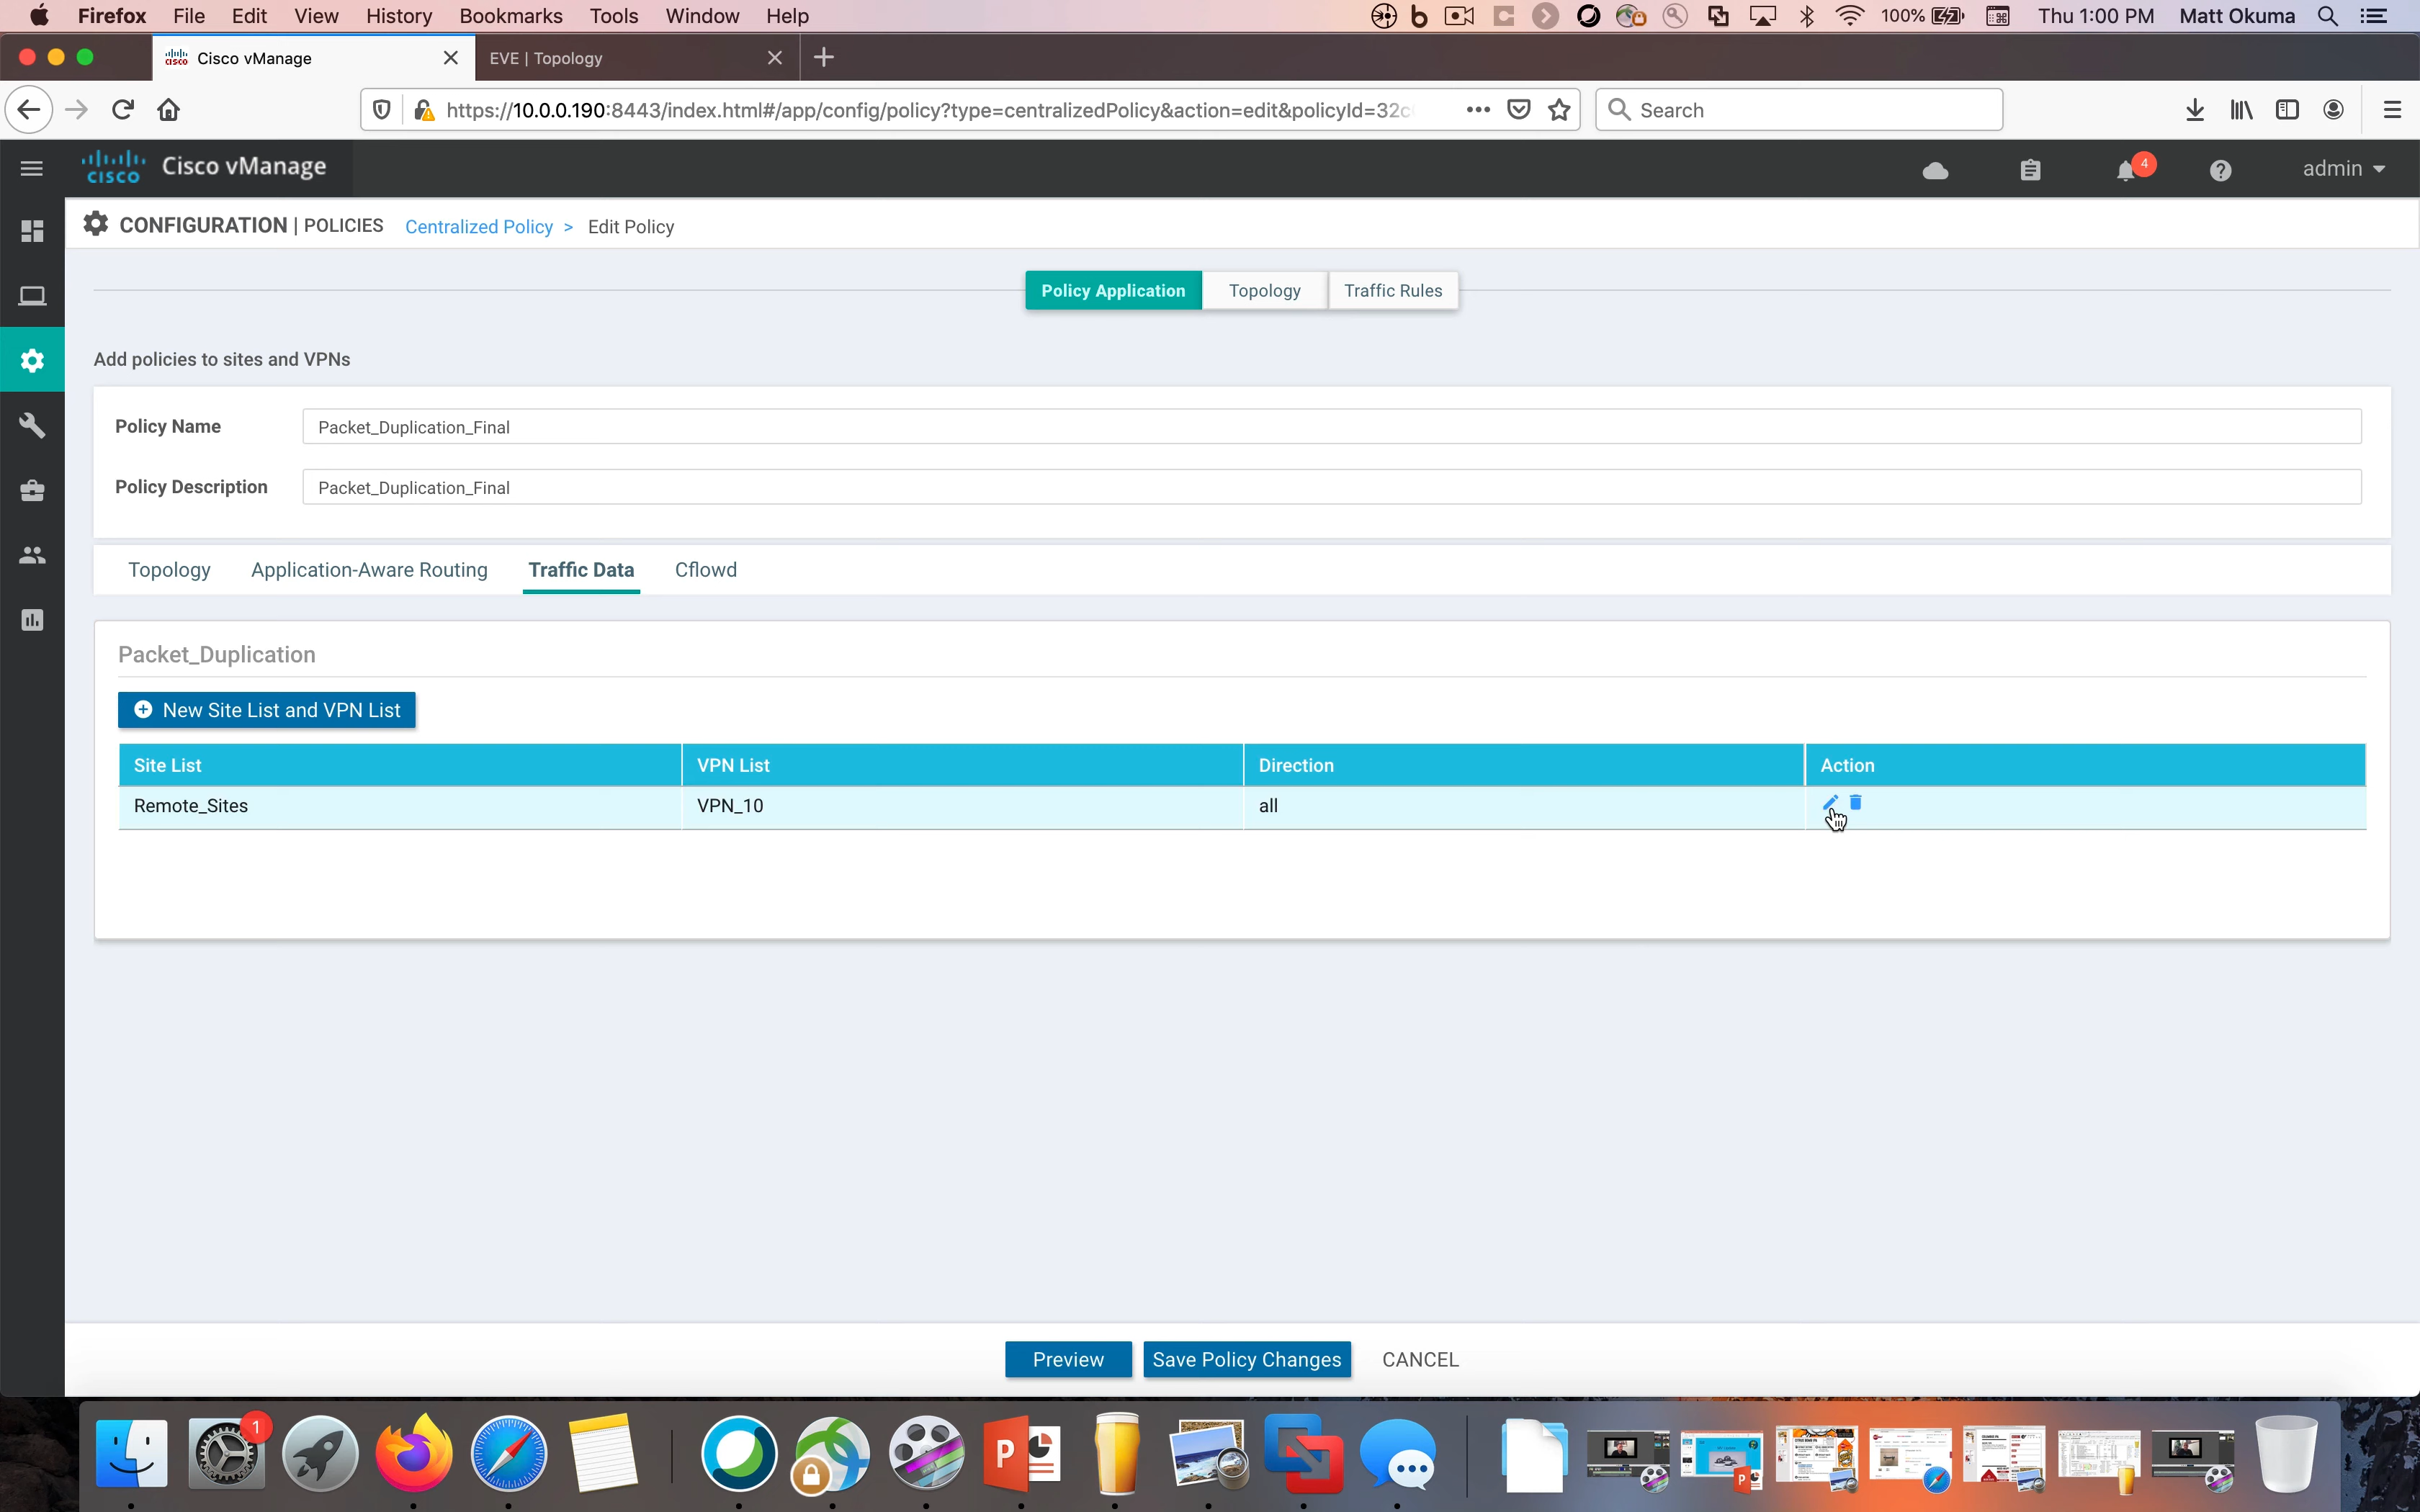 Firefox File Edit View History Bookmarks Tools Window Help 100% Thu 1:00 PM Matt Okuma
Cisco vManage EVE | Topology
https://10.0.0.190:8443/index.html#/app/config/policy?type=centralizedPolicy&action=edit&policyId=32c Search
cisco Cisco vManage 4 admin
CONFIGURATION | POLICIES Centralized Policy > Edit Policy
Policy Application Topology Traffic Rules
Add policies to sites and VPNs
Policy Name Packet_Duplication_Final
Policy Description Packet_Duplication_Final
Topology Application-Aware Routing Traffic Data Cflowd
Packet_Duplication
New Site List and VPN List
Site List VPN List Direction Action
Remote_Sites VPN_10 all
Preview Save Policy Changes CANCEL
1